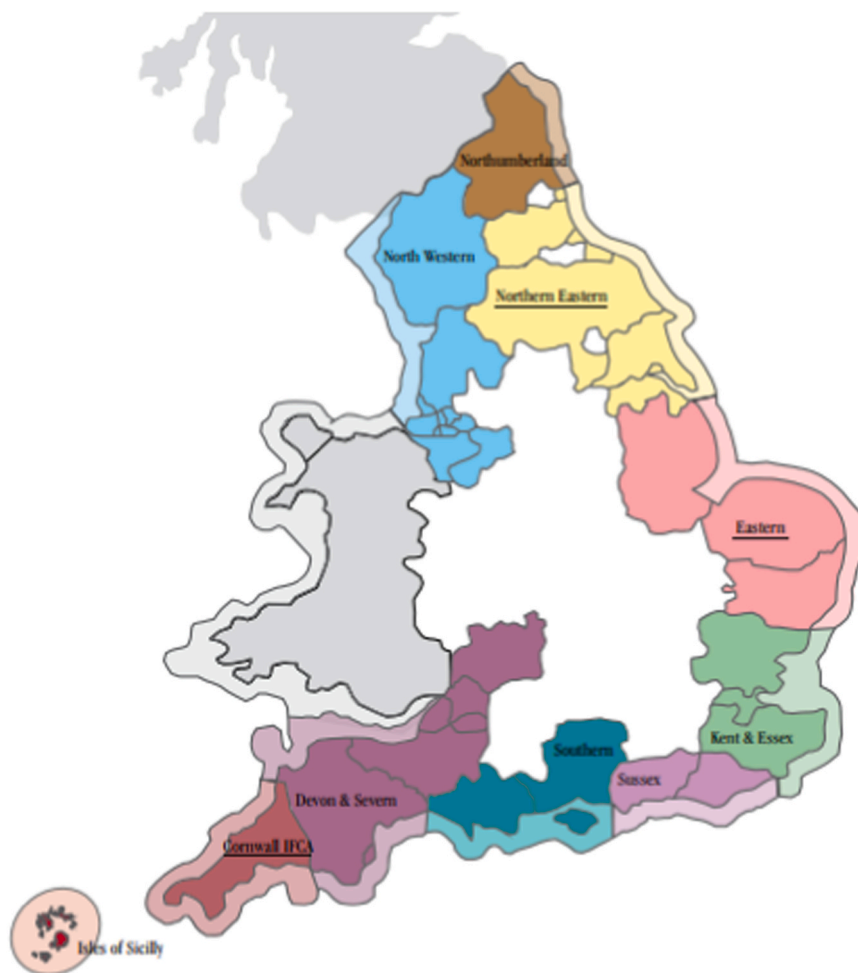 Northumberland
North Western
Northern Eastern
Eastern
Kent & Essex
Southern
Sussex
Devon & Severn
Cornwall IFCA
Isles of Sicilly